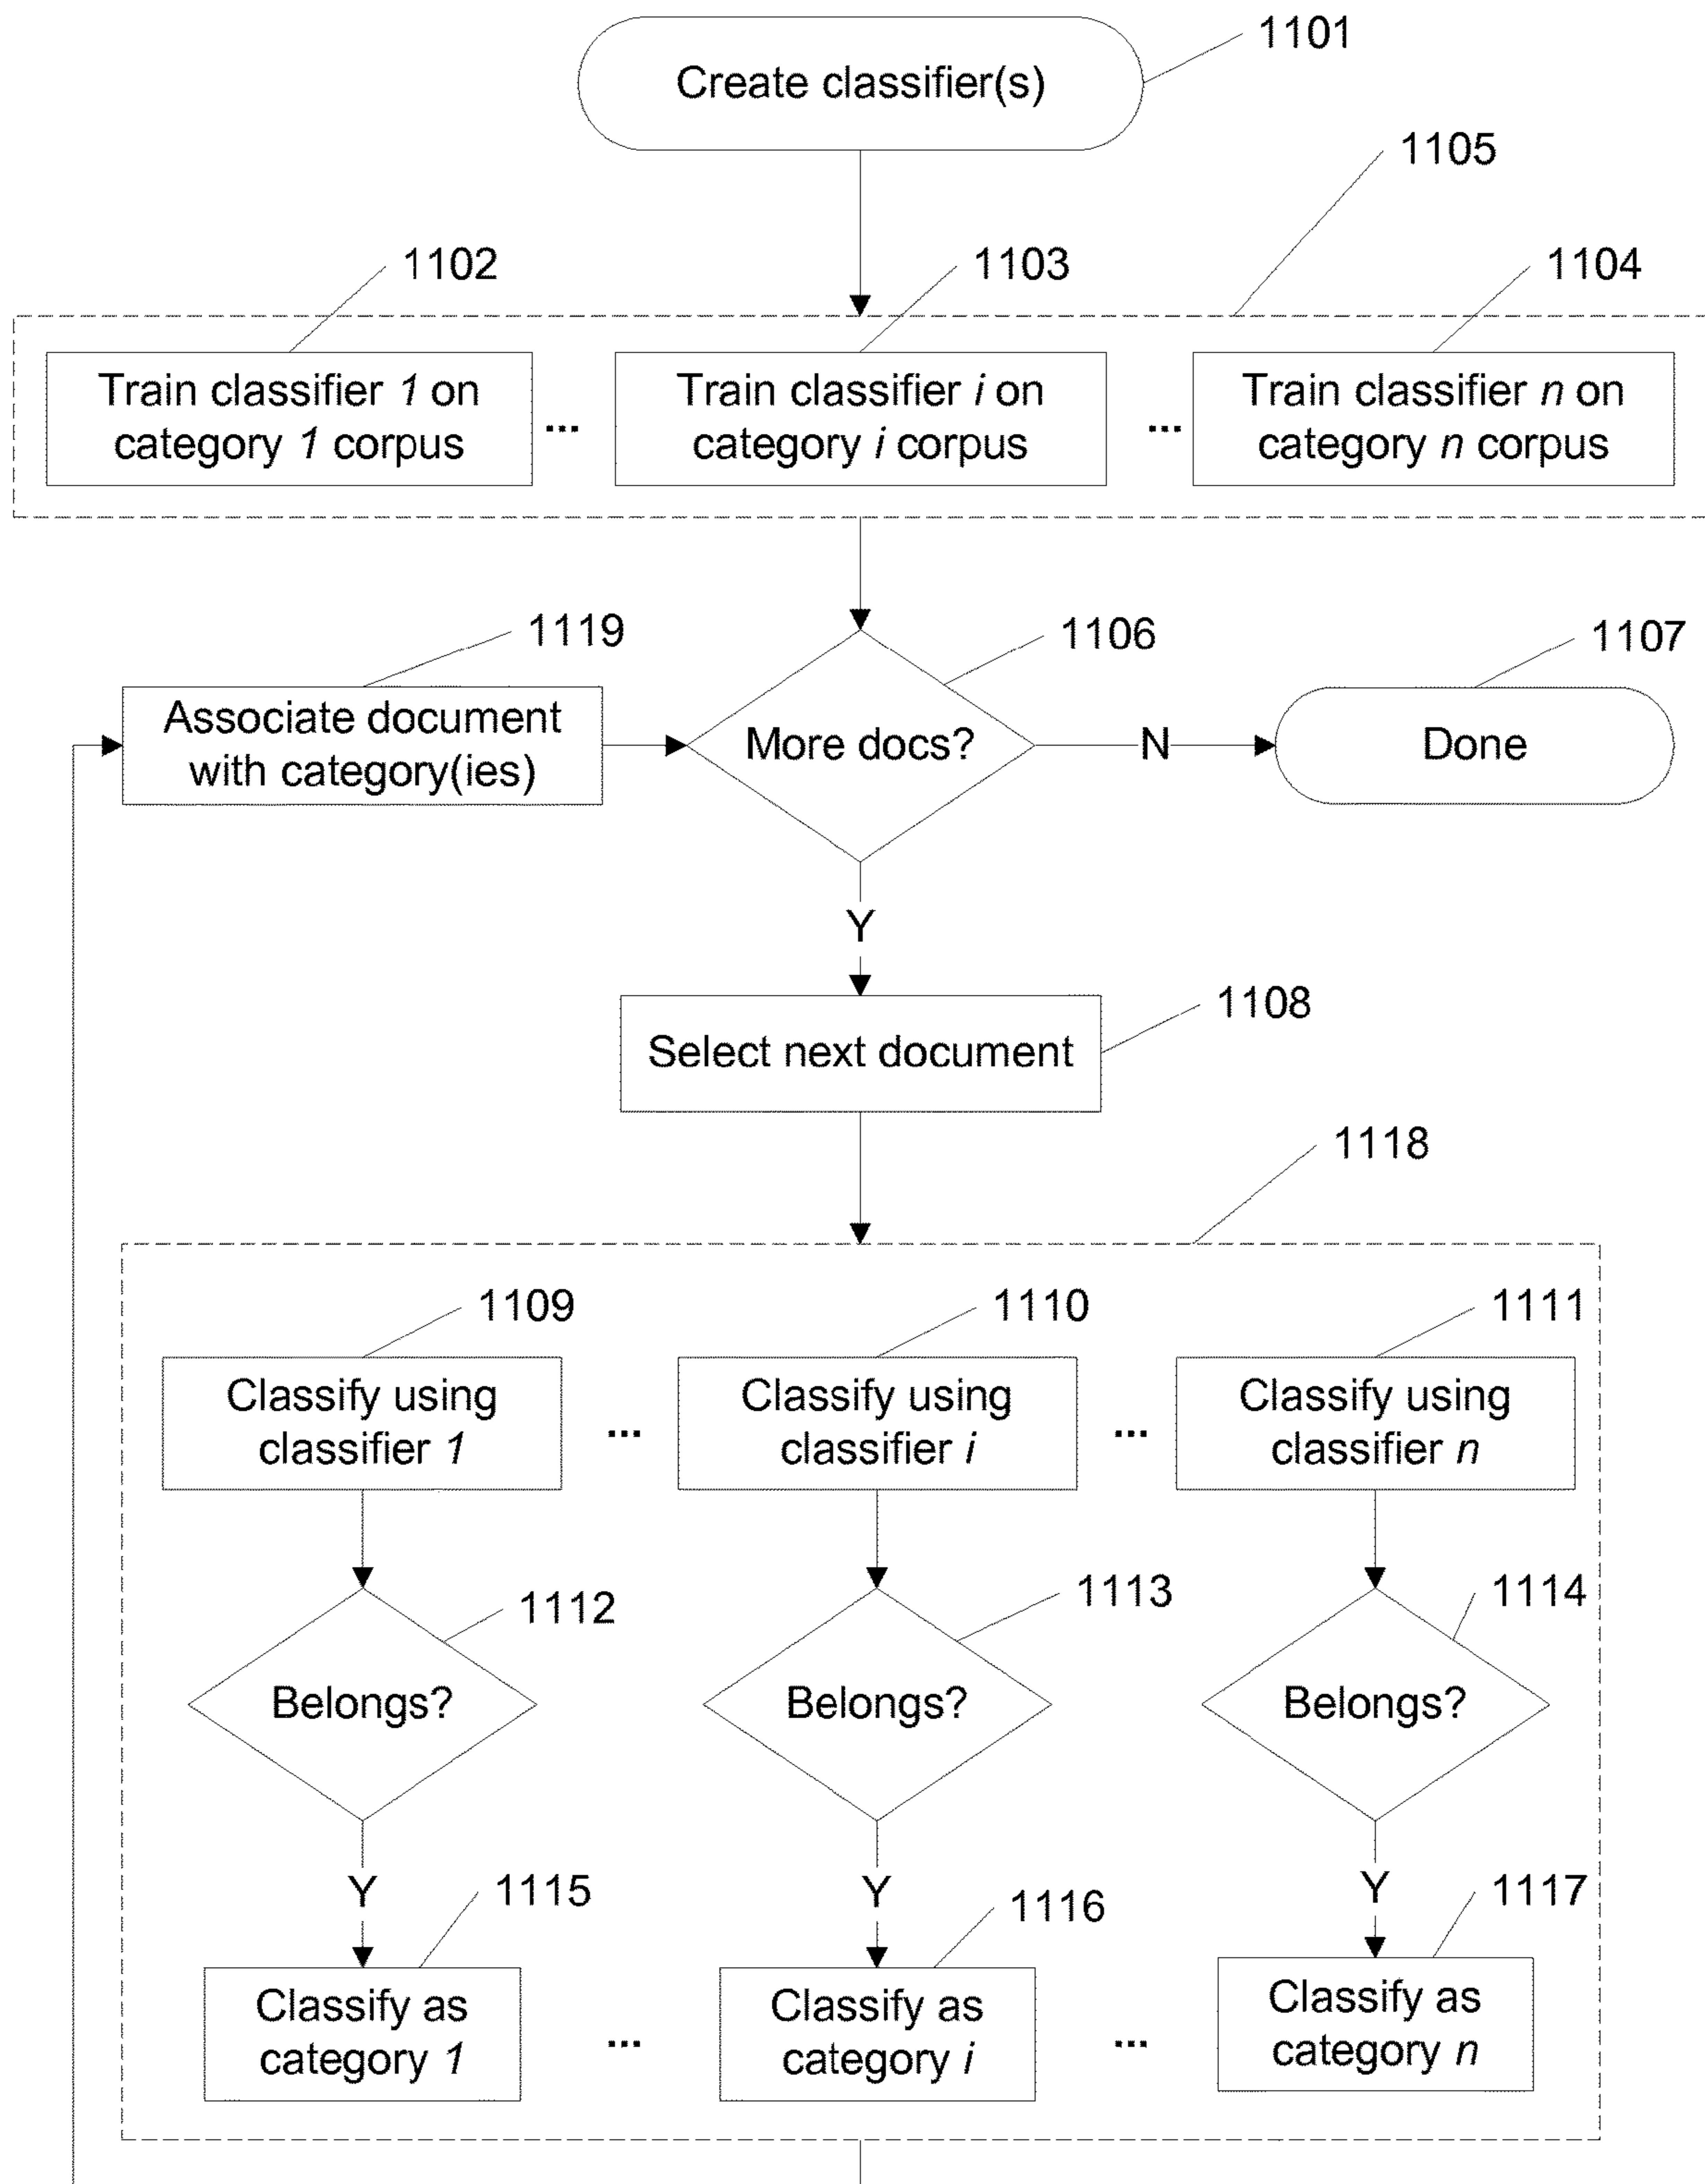 1101
Create classifier(s)
1105
1102
1103
1104
Train classifier 1 on
category 1 corpus
...
Train classifier i on
category i corpus
...
Train classifier n on
category n corpus
1119
1106
1107
Associate document
with category(ies)
More docs?
N
Done
Y
1108
Select next document
1118
1109
1110
1111
Classify using
classifier 1
...
Classify using
classifier i
...
Classify using
classifier n
1112
1113
1114
Belongs?
Belongs?
Belongs?
Y
Y
Y
1115
1116
1117
Classify as
category 1
...
Classify as
category i
...
Classify as
category n